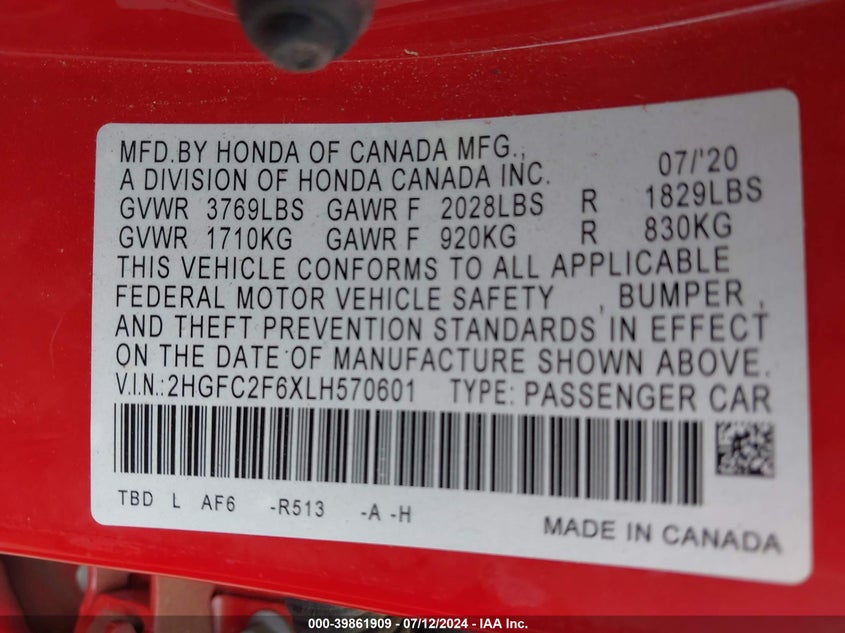 MFD.BY HONDA OF CANADA MFG., 07/'20
A DIVISION OF HONDA CANADA INC.
GVWR 3769LBS GAWR F 2028LBS R 1829LBS
GVWR 1710KG GAWR F 920KG R 830KG
THIS VEHICLE CONFORMS TO ALL APPLICABLE
FEDERAL MOTOR VEHICLE SAFETY , BUMPER ,
AND THEFT PREVENTION STANDARDS IN EFFECT
ON THE DATE OF MANUFACTURE SHOWN ABOVE.
V.I.N.:2HGFC2F6XLH570601 TYPE: PASSENGER CAR
TBD L AF6 -R513 -A -H
MADE IN CANADA
000-39861909 - 07/12/2024 - IAA Inc.